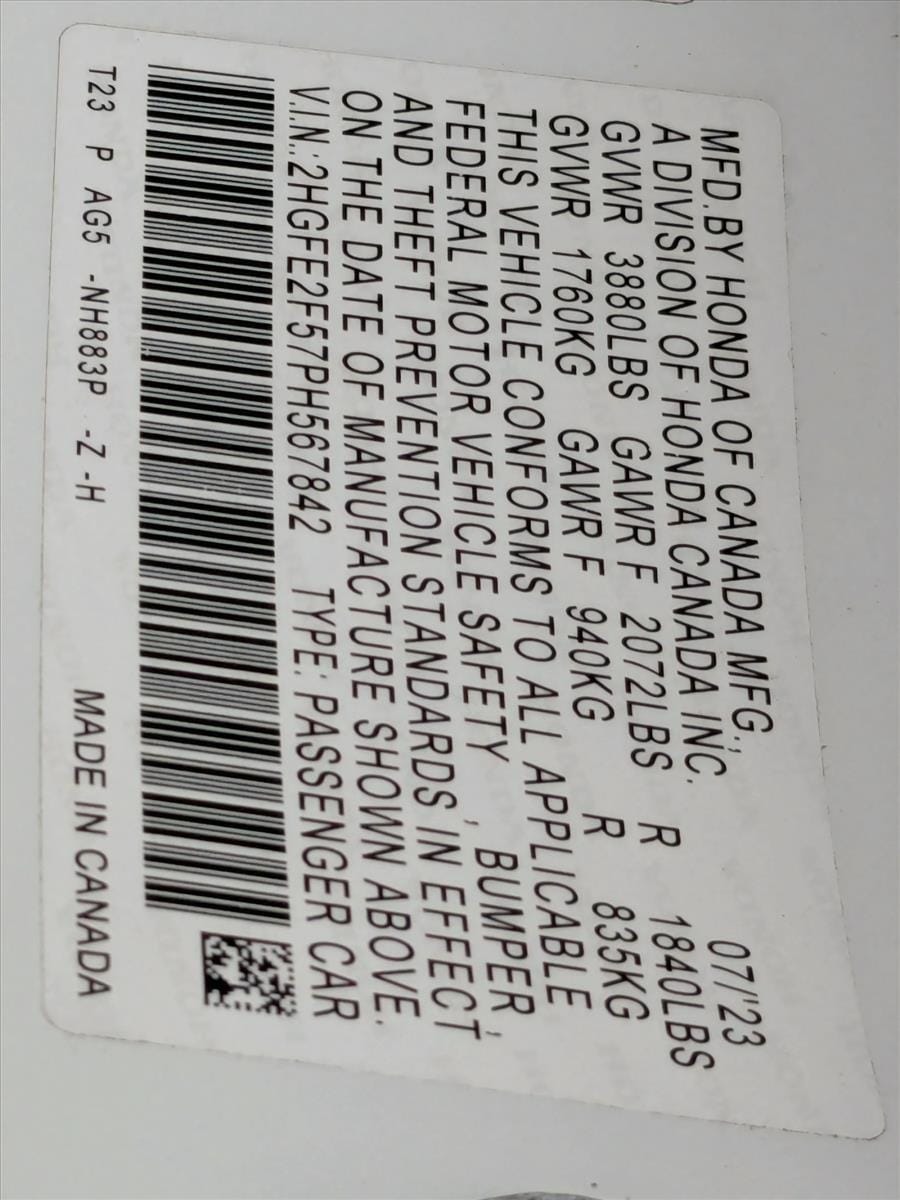 MFD.BY HONDA OF CANADA MFG., 07/'23
A DIVISION OF HONDA CANADA INC.
GVWR 3880LBS GAWR F 2072LBS R 1840LBS
GVWR 1760KG GAWR F 940KG R 835KG
THIS VEHICLE CONFORMS TO ALL APPLICABLE
FEDERAL MOTOR VEHICLE SAFETY , BUMPER ,
AND THEFT PREVENTION STANDARDS IN EFFECT
ON THE DATE OF MANUFACTURE SHOWN ABOVE.
V.I.N.:2HGFE2F57PH567842 TYPE: PASSENGER CAR
T23 P AG5 -NH883P -Z -H MADE IN CANADA